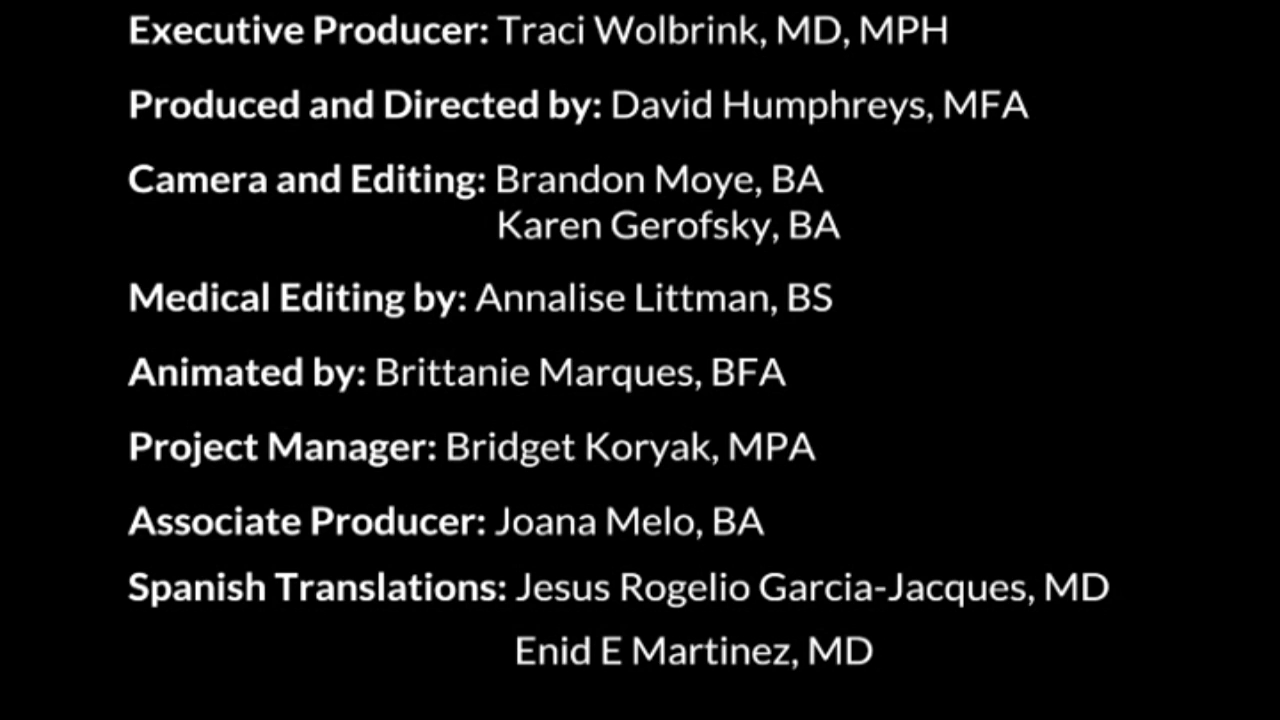 Executive Producer: Traci Wolbrink, MD, MPH
Produced and Directed by: David Humphreys, MFA
Camera and Editing: Brandon Moye, BA
Karen Gerofsky, BA
Medical Editing by: Annalise Littman, BS
Animated by: Brittanie Marques, BFA
Project Manager: Bridget Koryak, MPA
Associate Producer: Joana Melo, BA
Spanish Translations: Jesus Rogelio Garcia-Jacques, MD
Enid E Martinez, MD